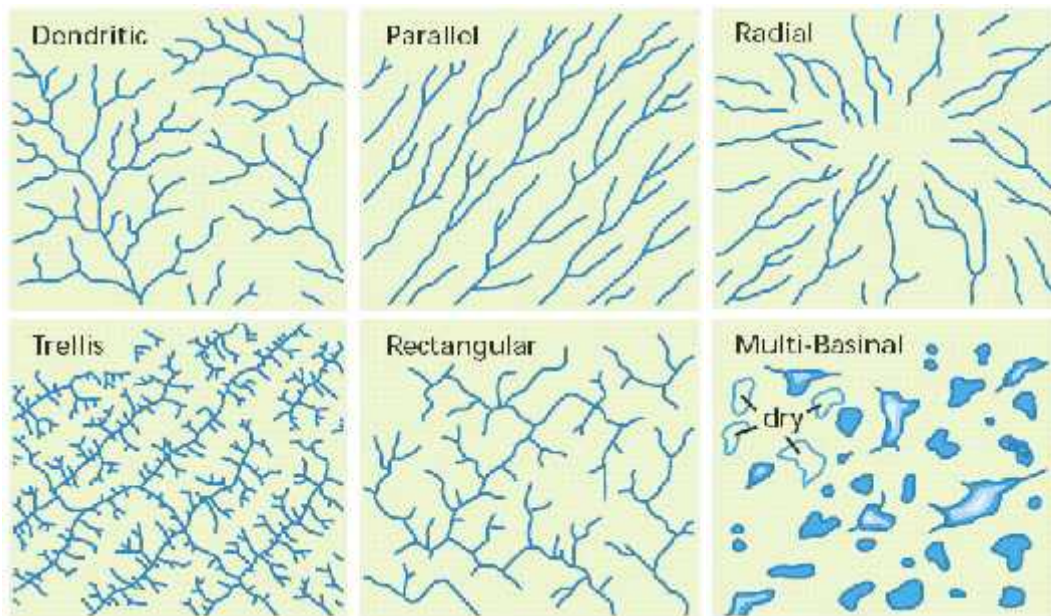 Dendritic
Parallel
Radial
Trellis
Rectangular
Multi-Basinal
dry